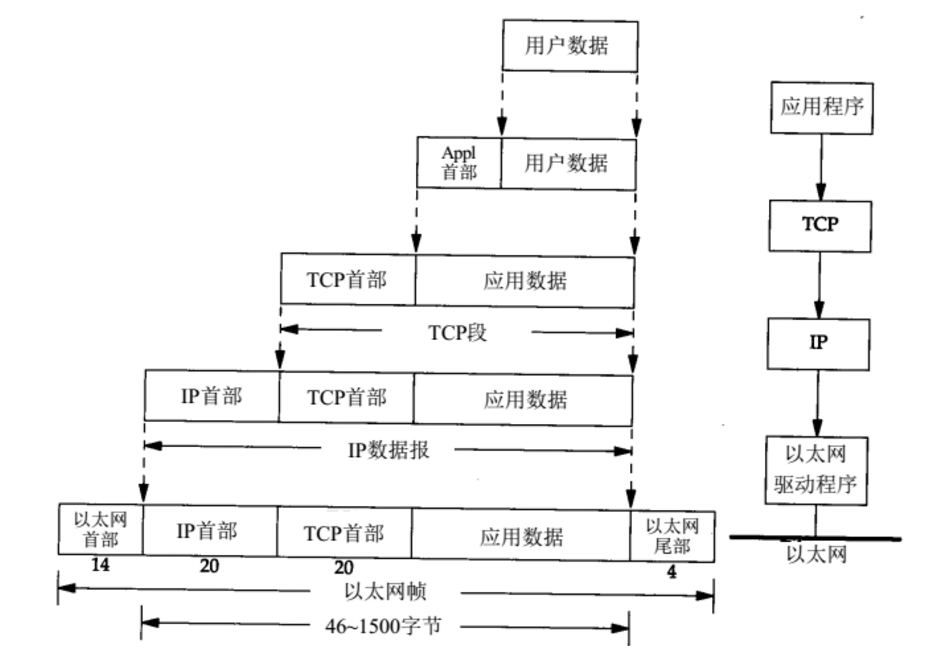 用户数据
Appl
首部
用户数据
TCP首部
应用数据
TCP段
IP首部
TCP首部
应用数据
IP数据报
以太网
首部
IP首部
TCP首部
应用数据
以太网
尾部
14
20
20
4
以太网帧
46~1500字节
应用程序
TCP
IP
以太网
驱动程序
以太网